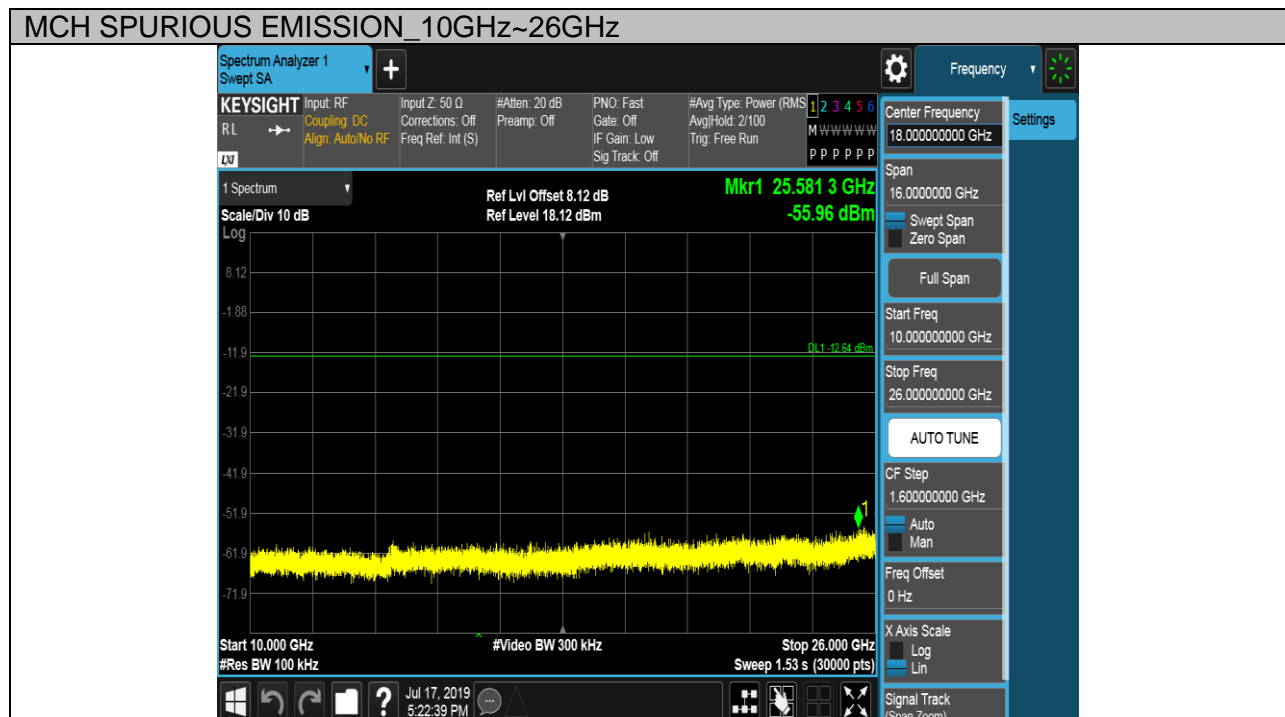 MCH SPURIOUS EMISSION_10GHz~26GHz
Spectrum Analyzer 1
Swept SA
+
Frequency
KEYSIGHT
RL
LXI
Input: RF
Coupling: DC
Align: Auto/No RF
Input Z: 50 Ω
Corrections: Off
Freq Ref: Int (S)
#Atten: 20 dB
Preamp: Off
PNO: Fast
Gate: Off
IF Gain: Low
Sig Track: Off
#Avg Type: Power (RMS
Avg|Hold: 2/100
Trig: Free Run
1 2 3 4 5 6
M W W W W W
P P P P P P
1 Spectrum
Scale/Div 10 dB
Ref Lvl Offset 8.12 dB
Ref Level 18.12 dBm
Mkr1 25.581 3 GHz
-55.96 dBm
Log
8.12
-1.88
-11.9
DL1 -12.64 dBm
-21.9
-31.9
-41.9
-51.9
1
-61.9
-71.9
Start 10.000 GHz
#Video BW 300 kHz
Stop 26.000 GHz
#Res BW 100 kHz
Sweep 1.53 s (30000 pts)
?
Jul 17, 2019
5:22:39 PM
Center Frequency
18.000000000 GHz
Settings
Span
16.0000000 GHz
Swept Span
Zero Span
Full Span
Start Freq
10.000000000 GHz
Stop Freq
26.000000000 GHz
AUTO TUNE
CF Step
1.600000000 GHz
Auto
Man
Freq Offset
0 Hz
X Axis Scale
Log
Lin
Signal Track
(Span Zoom)